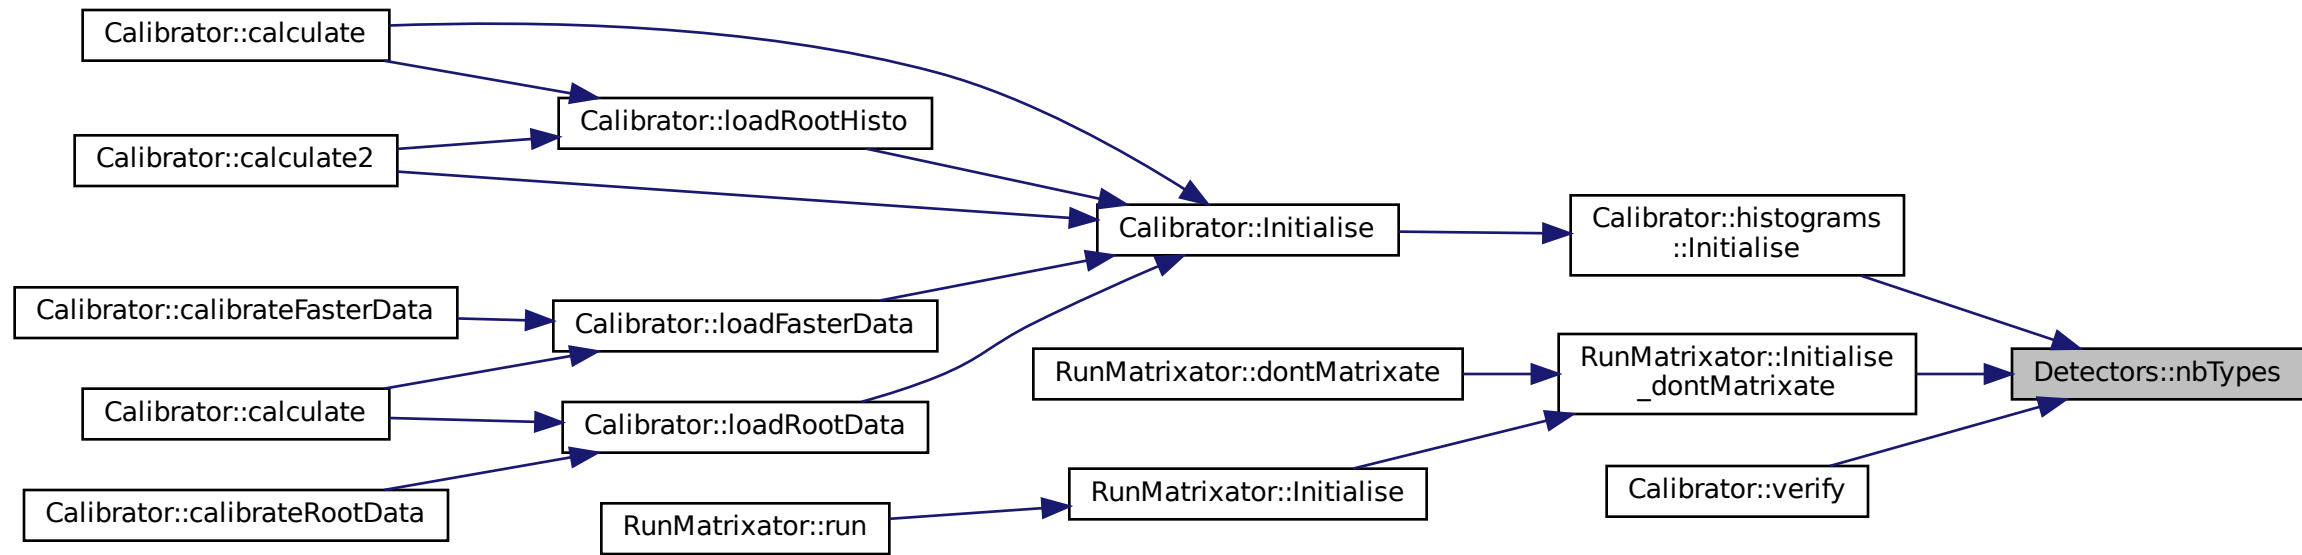 Calibrator::calculate
Calibrator::loadRootHisto
Calibrator::calculate2
Calibrator::Initialise
Calibrator::histograms
::Initialise
Calibrator::calibrateFasterData
Calibrator::loadFasterData
RunMatrixator::dontMatrixate
RunMatrixator::Initialise
_dontMatrixate
Detectors::nbTypes
Calibrator::calculate
Calibrator::loadRootData
Calibrator::verify
RunMatrixator::Initialise
Calibrator::calibrateRootData
RunMatrixator::run